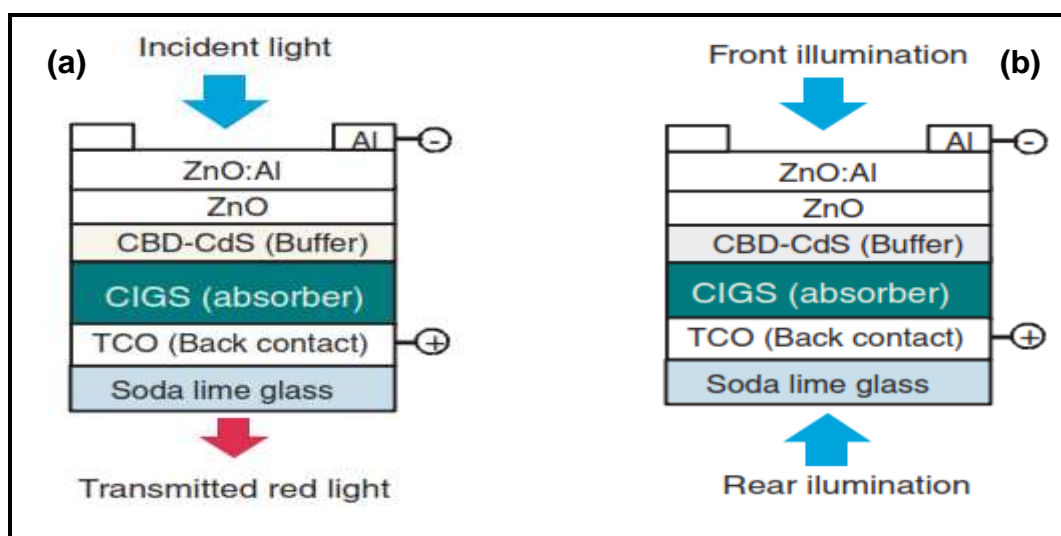 (a)
Incident light
Al
-
ZnO:Al
ZnO
CBD-CdS (Buffer)
CIGS (absorber)
TCO (Back contact)
+
Soda lime glass
Transmitted red light
(b)
Front illumination
Al
-
ZnO:Al
ZnO
CBD-CdS (Buffer)
CIGS (absorber)
TCO (Back contact)
+
Soda lime glass
Rear ilumination